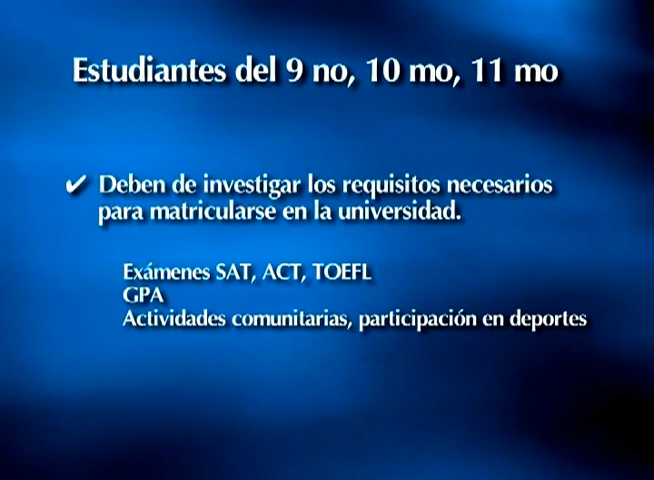 Estudiantes del 9 no, 10 mo, 11 mo
✔ Deben de investigar los requisitos necesarios
para matricularse en la universidad.
Exámenes SAT, ACT, TOEFL
GPA
Actividades comunitarias, participación en deportes